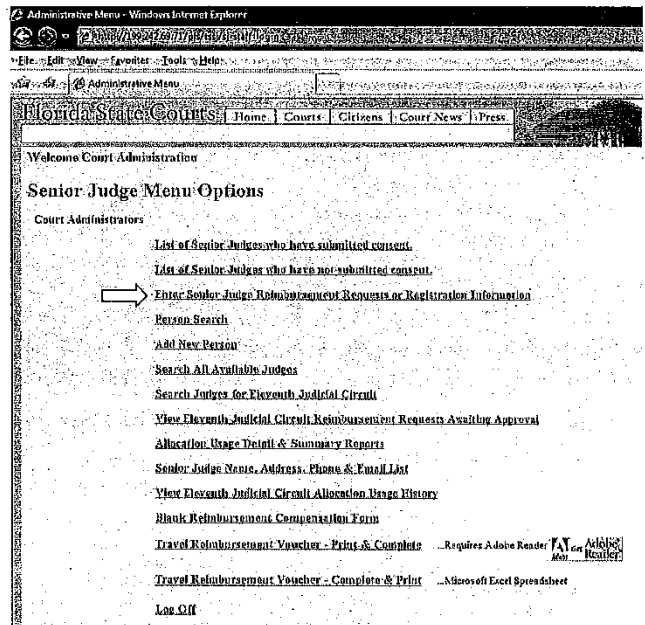 Administrative Menu - Windows Internet Explorer
File Edit View Favorites Tools Help
Administrative Menu
Florida State Courts Home Courts Citizens Court News Press
Welcome Court Administration
Senior Judge Menu Options
Court Administrators
List of Senior Judges who have submitted consent.
List of Senior Judges who have not submitted consent.
Enter Senior Judge Reimbursement Requests or Registration Information
Person Search
Add New Person
Search All Available Judges
Search Judges for Eleventh Judicial Circuit
View Eleventh Judicial Circuit Reimbursement Requests Awaiting Approval
Allocation Usage Detail & Summary Reports
Senior Judge Name, Address, Phone & Email List
View Eleventh Judicial Circuit Allocation Usage History
Blank Reimbursement Compensation Form
Travel Reimbursement Voucher - Print & Complete ...Requires Adobe Reader Get Adobe Reader
Travel Reimbursement Voucher - Complete & Print ...Microsoft Excel Spreadsheet
Log Off